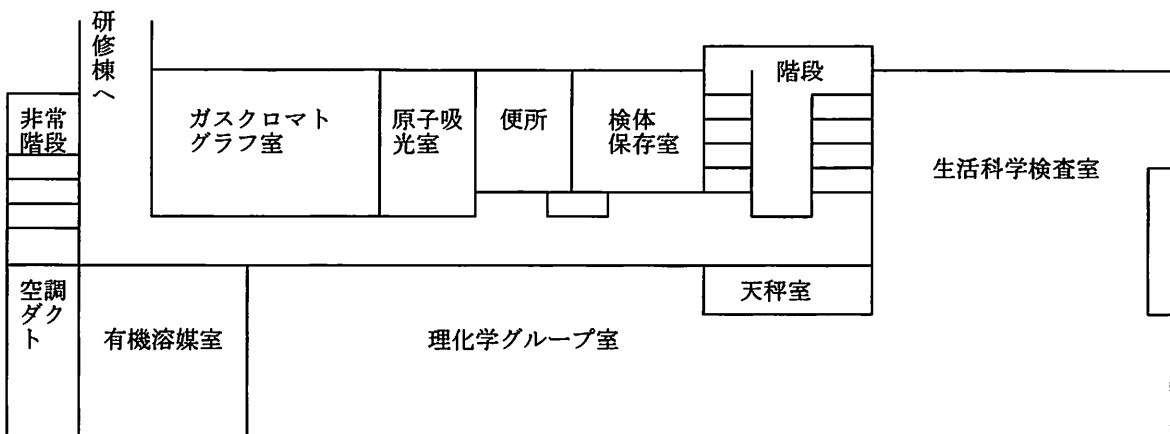 研修棟へ
階段
非常
階段
ガスクロマト
グラフ室
原子吸
光室
便所
検体
保存室
生活科学検査室
空調
ダク
ト
有機溶媒室
理化学グループ室
天秤室